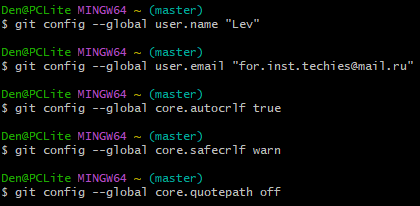 Den@PCLite MINGW64 ~ (master)
$ git config --global user.name "Lev"
Den@PCLite MINGW64 ~ (master)
$ git config --global user.email "for.inst.techies@mail.ru"
Den@PCLite MINGW64 ~ (master)
$ git config --global core.autocrlf true
Den@PCLite MINGW64 ~ (master)
$ git config --global core.safecrlf warn
Den@PCLite MINGW64 ~ (master)
$ git config --global core.quotepath off